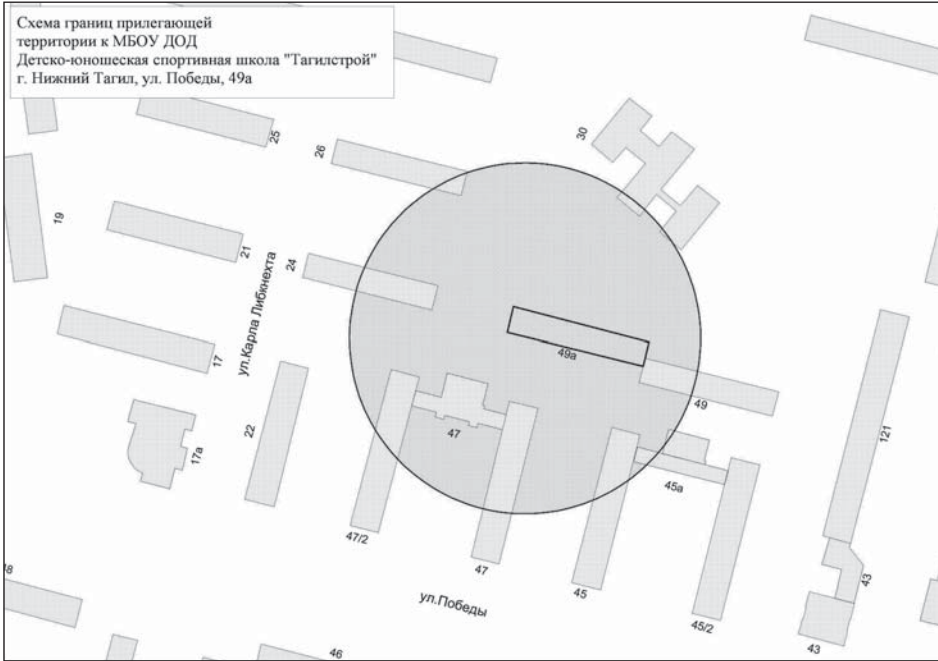 Схема границ прилегающей
территории к МБОУ ДОД
Детско-юношеская спортивная школа "Тагилстрой"
г. Нижний Тагил, ул. Победы, 49а
25
26
30
19
21
24
ул.Карла Либкнехта
17
49а
49
22
17а
47
121
45а
47/2
47
45
43
45/2
ул.Победы
43
46